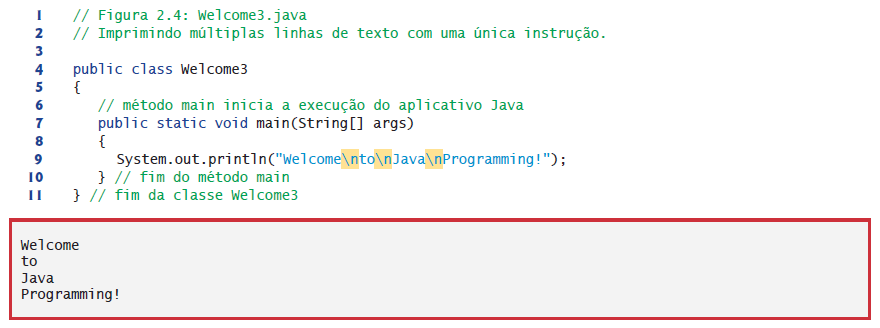 1 // Figura 2.4: Welcome3.java
2 // Imprimindo múltiplas linhas de texto com uma única instrução.
3
4 public class Welcome3
5 {
6 // método main inicia a execução do aplicativo Java
7 public static void main(String[] args)
8 {
9 System.out.println("Welcome\nto\nJava\nProgramming!");
10 } // fim do método main
11 } // fim da classe Welcome3
Welcome
to
Java
Programming!